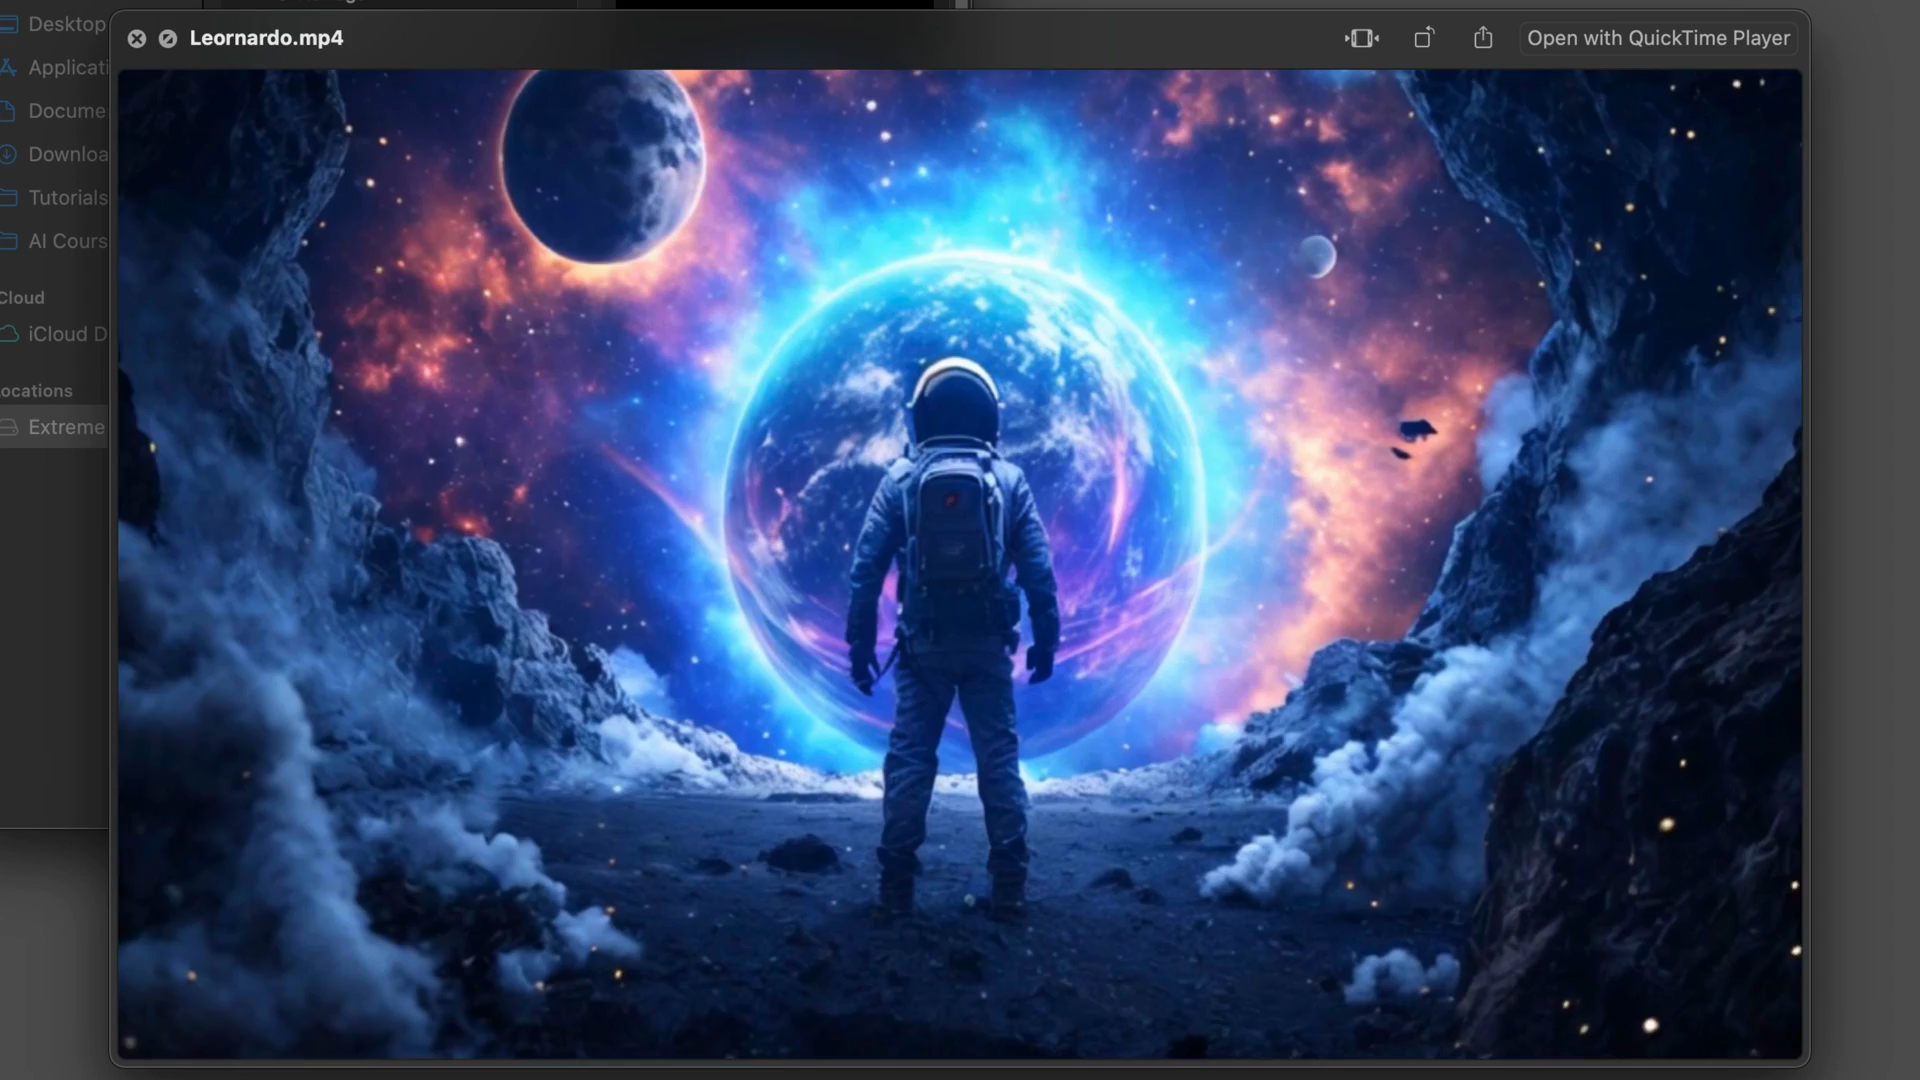 Leornardo.mp4
Open with QuickTime Player
Desktop
Applicati
Docume
Downloa
Tutorials
AI Cours
Cloud
iCloud D
ocations
Extreme